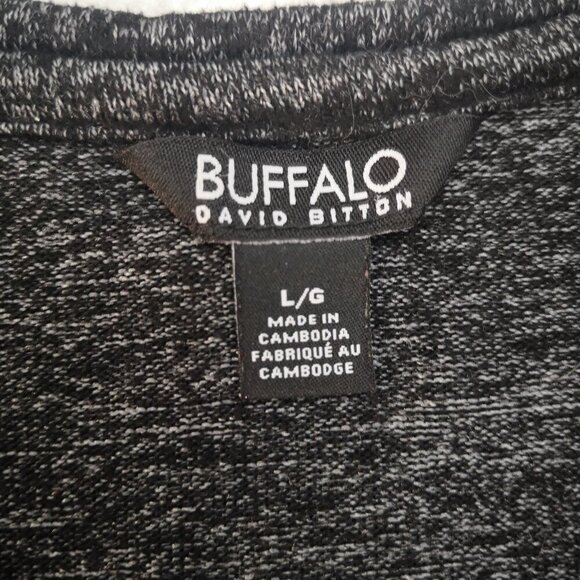 BUFFALO
DAVID BITTON
L/G
MADE IN
CAMBODIA
FABRIQUÉ AU
CAMBODGE